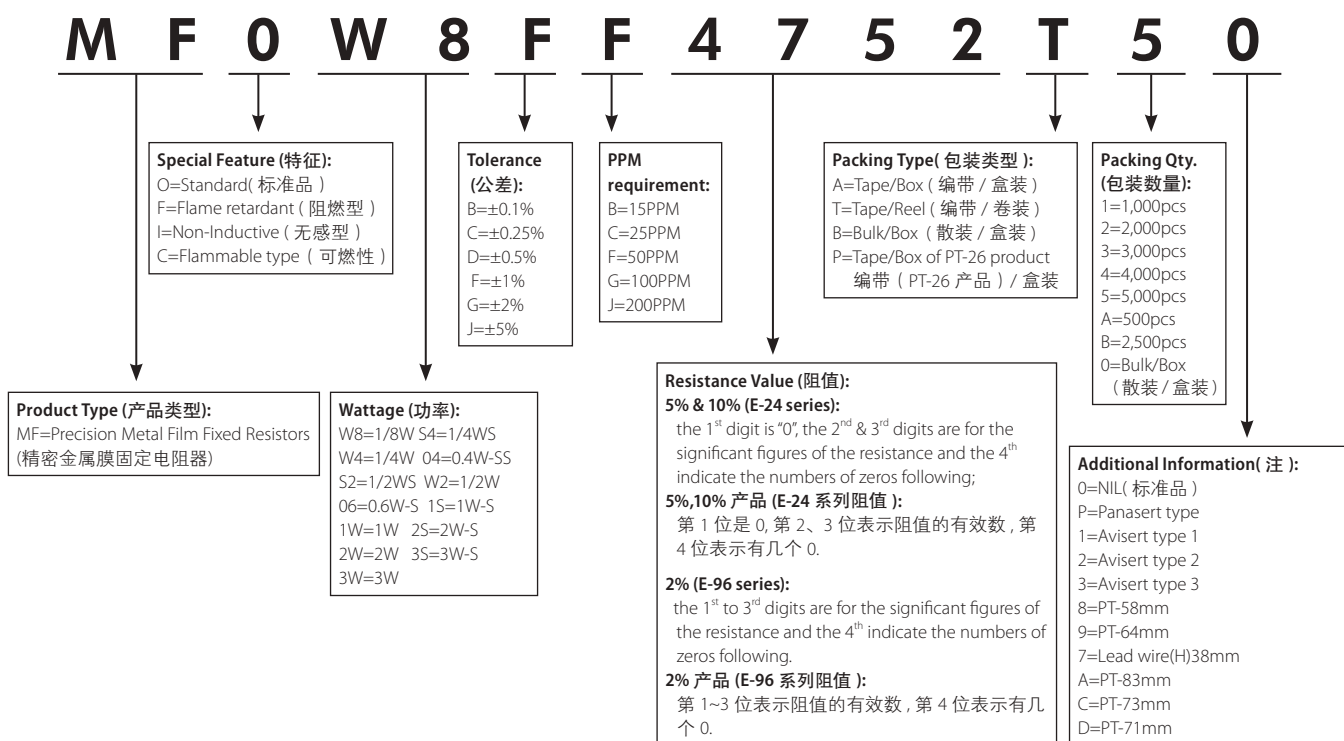 M F 0 W 8 F F 4 7 5 2 T 5 0
Special Feature (特征):
O=Standard( 标准品 )
F=Flame retardant ( 阻燃型 )
I=Non-Inductive ( 无感型 )
C=Flammable type ( 可燃性 )
Tolerance
(公差):
B=±0.1%
C=±0.25%
D=±0.5%
F=±1%
G=±2%
J=±5%
PPM
requirement:
B=15PPM
C=25PPM
F=50PPM
G=100PPM
J=200PPM
Packing Type( 包装类型 ):
A=Tape/Box ( 编带 / 盒装 )
T=Tape/Reel ( 编带 / 卷装 )
B=Bulk/Box ( 散装 / 盒装 )
P=Tape/Box of PT-26 product
编带 ( PT-26 产品 ) / 盒装
Packing Qty.
(包装数量):
1=1,000pcs
2=2,000pcs
3=3,000pcs
4=4,000pcs
5=5,000pcs
A=500pcs
B=2,500pcs
0=Bulk/Box
( 散装 / 盒装 )
Product Type (产品类型):
MF=Precision Metal Film Fixed Resistors
(精密金属膜固定电阻器)
Wattage (功率):
W8=1/8W S4=1/4WS
W4=1/4W 04=0.4W-SS
S2=1/2WS W2=1/2W
06=0.6W-S 1S=1W-S
1W=1W 2S=2W-S
2W=2W 3S=3W-S
3W=3W
Resistance Value (阻值):
5% & 10% (E-24 series):
the 1st digit is "0", the 2nd & 3rd digits are for the
significant figures of the resistance and the 4th
indicate the numbers of zeros following;
5%,10% 产品 (E-24 系列阻值 ):
第 1 位是 0, 第 2、3 位表示阻值的有效数 , 第
4 位表示有几个 0.
2% (E-96 series):
the 1st to 3rd digits are for the significant figures of
the resistance and the 4th indicate the numbers of
zeros following.
2% 产品 (E-96 系列阻值 ):
第 1~3 位表示阻值的有效数 , 第 4 位表示有几
个 0.
Additional Information( 注 ):
0=NIL( 标准品 )
P=Panasert type
1=Avisert type 1
2=Avisert type 2
3=Avisert type 3
8=PT-58mm
9=PT-64mm
7=Lead wire(H)38mm
A=PT-83mm
C=PT-73mm
D=PT-71mm